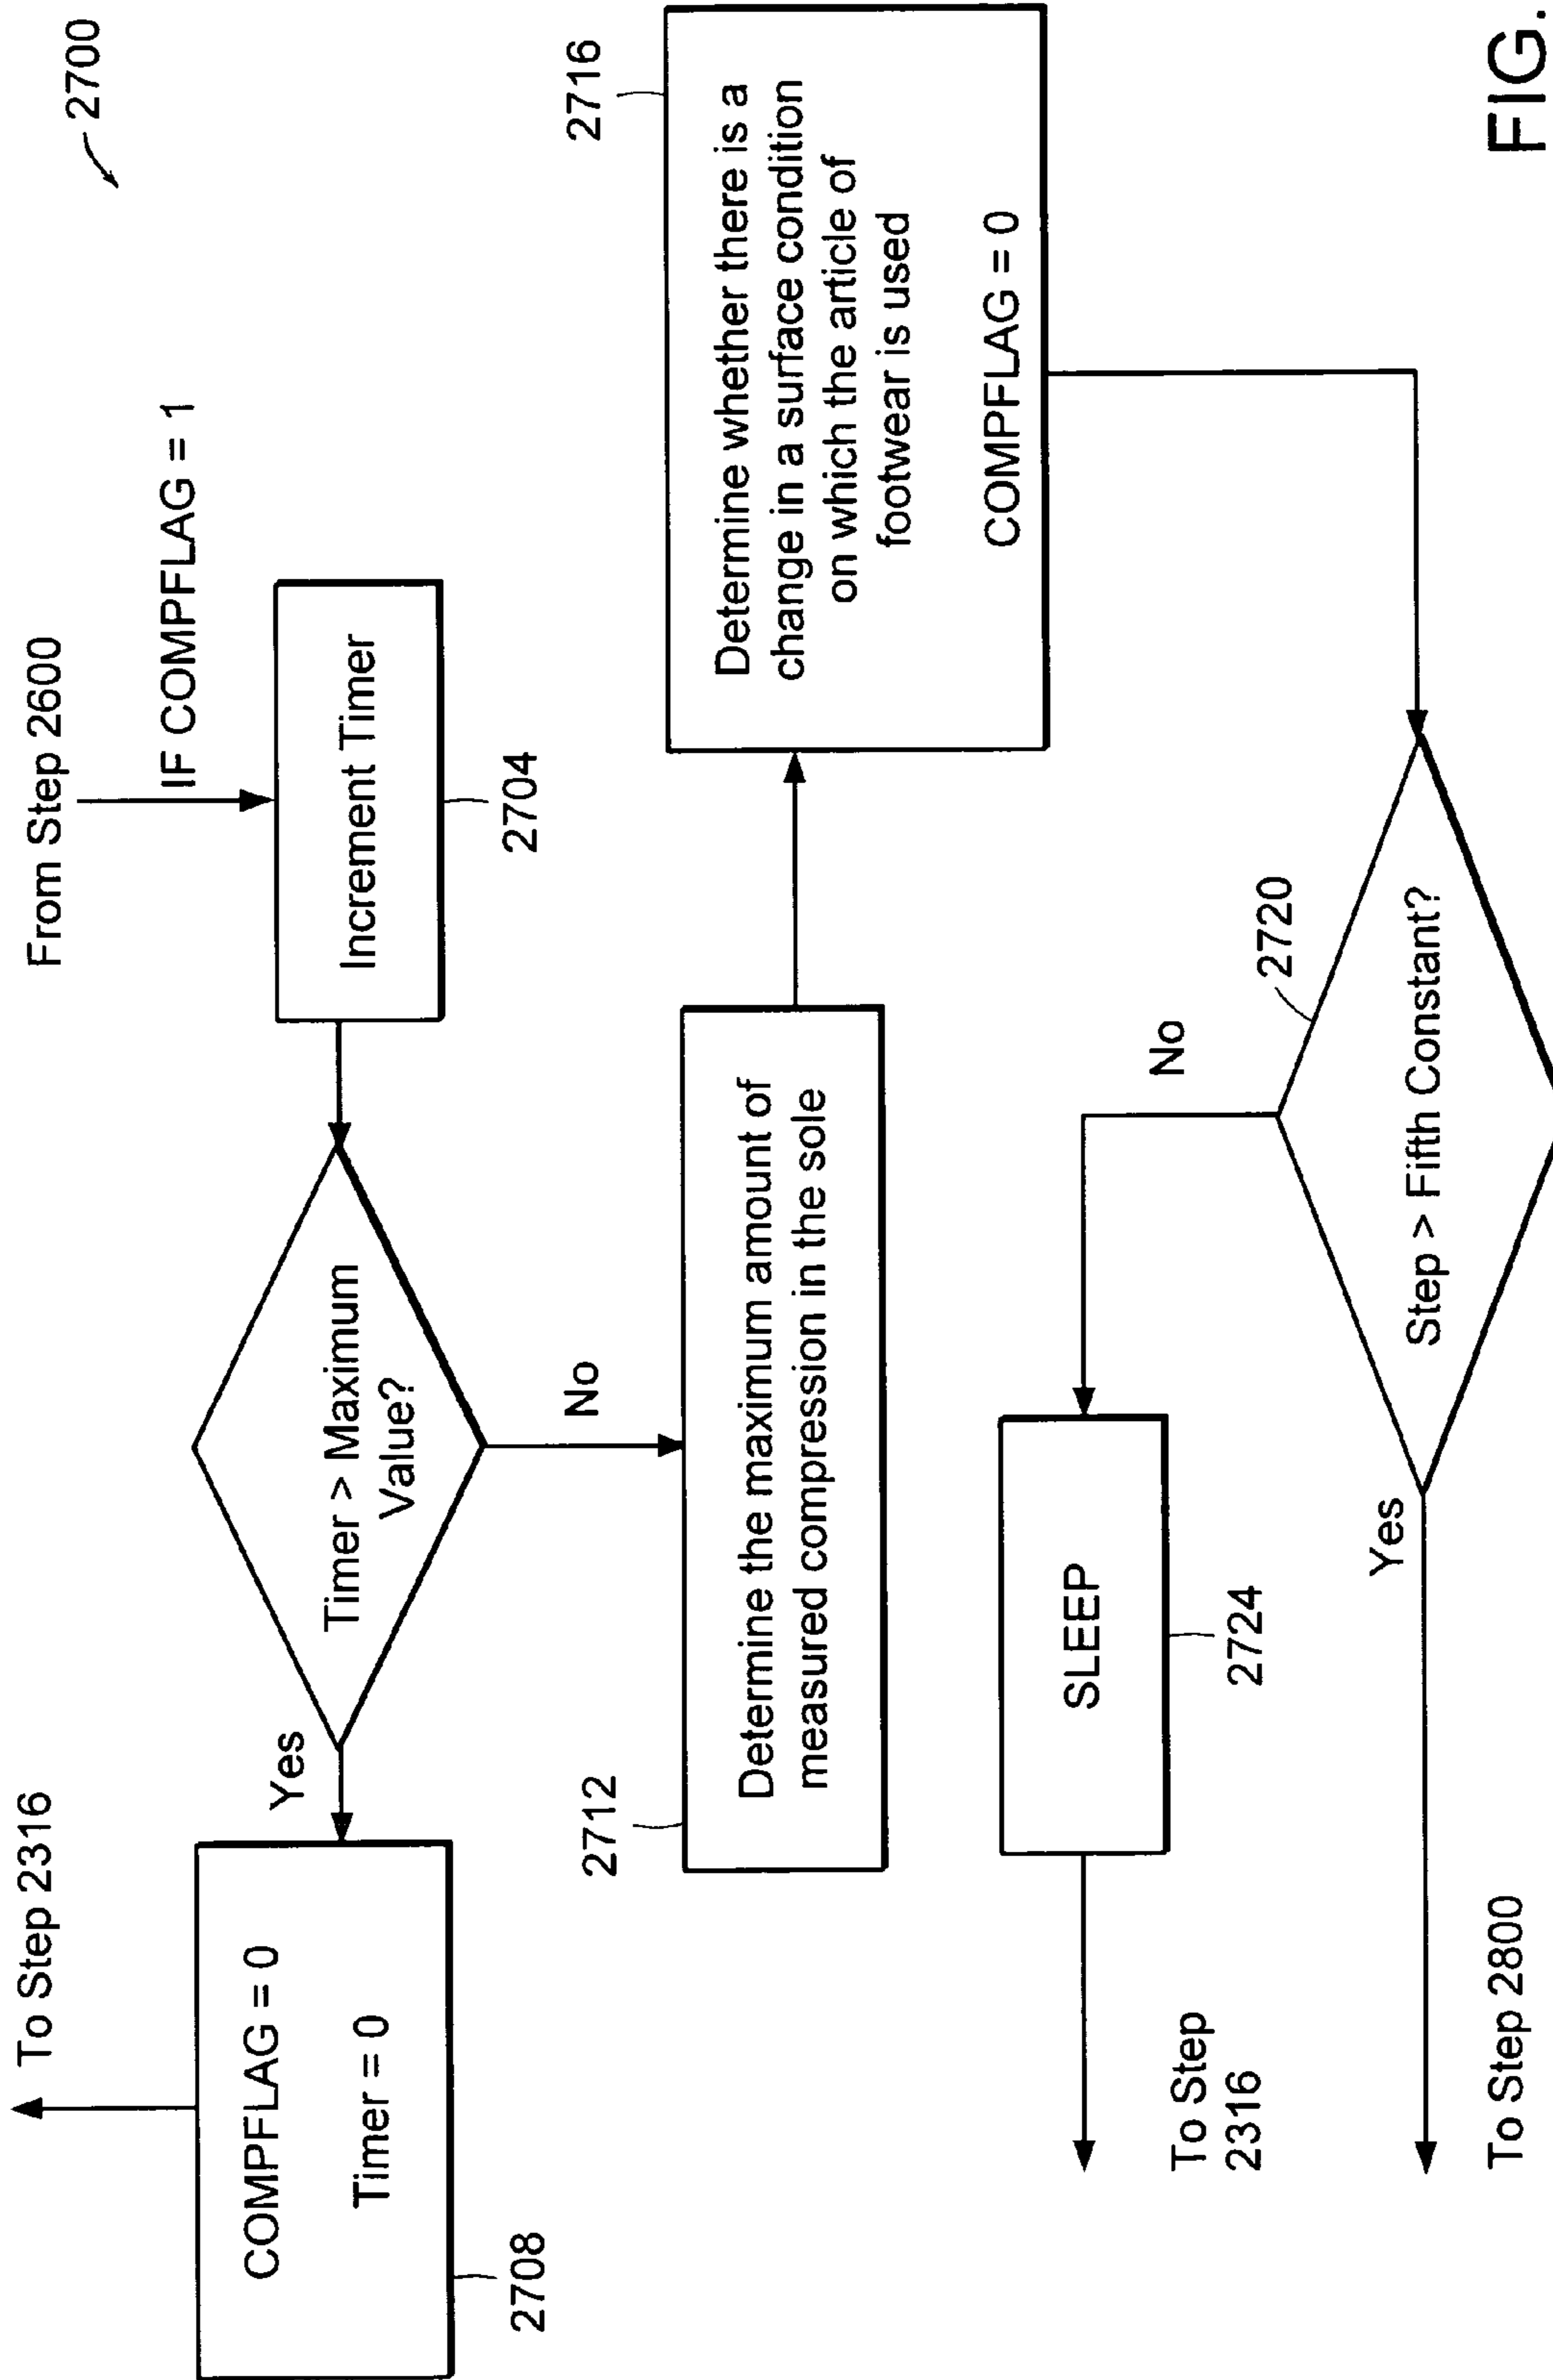 2700
From Step 2600
IF COMPFLAG = 1
Increment Timer
2704
Timer > Maximum
Value?
Yes
No
To Step 2316
COMPFLAG = 0
Timer = 0
2708
2712
Determine the maximum amount of
measured compression in the sole
2716
Determine whether there is a
change in a surface condition
on which the article of
footwear is used
COMPFLAG = 0
2720
Step > Fifth Constant?
No
Yes
SLEEP
2724
To Step
2316
To Step 2800
FIG.